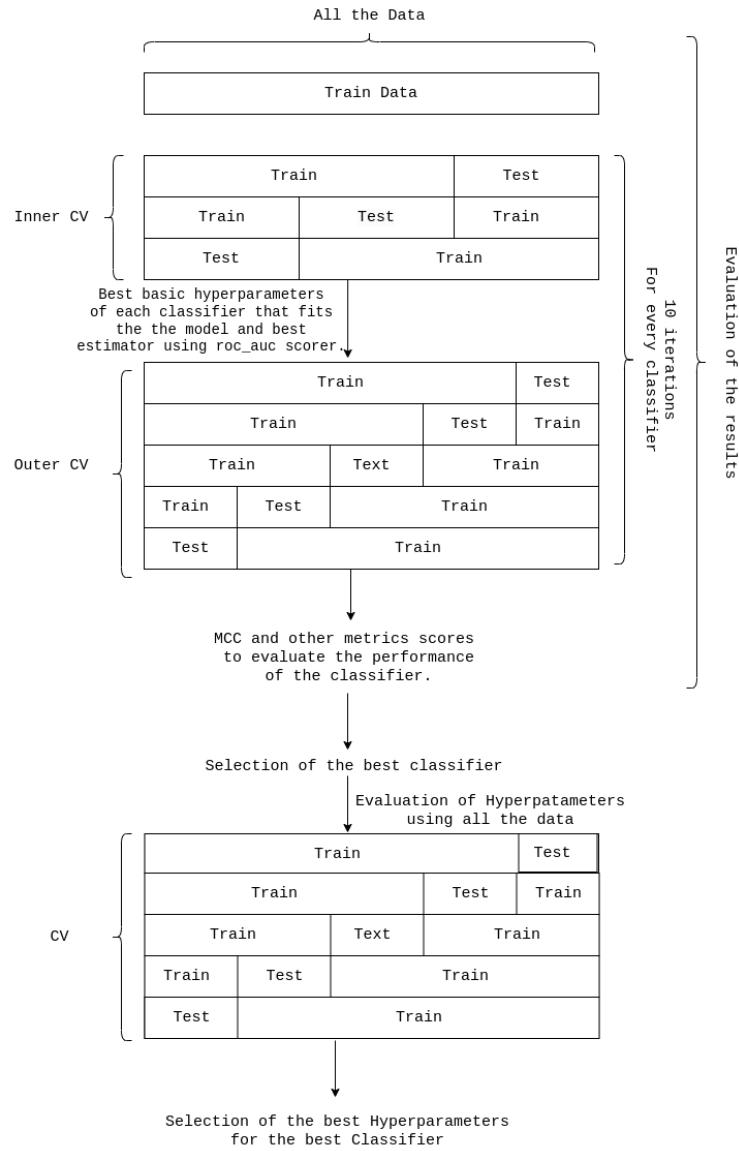 All the Data
Train Data
Inner CV
Train Test
Train Test Train
Test Train
Best basic hyperparameters
of each classifier that fits
the the model and best
estimator using roc_auc scorer.
Outer CV
Train Test
Train Test Train
Train Text Train
Train Test Train
Test Train
10 iterations
For every classifier
Evaluation of the results
MCC and other metrics scores
to evaluate the performance
of the classifier.
Selection of the best classifier
Evaluation of Hyperpatameters
using all the data
CV
Train Test
Train Test Train
Train Text Train
Train Test Train
Test Train
Selection of the best Hyperparameters
for the best Classifier